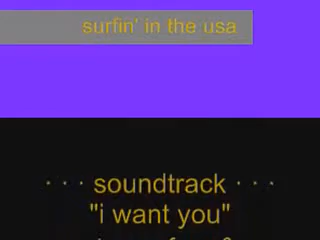 surfin' in the usa
· · · soundtrack · · ·
"i want you"